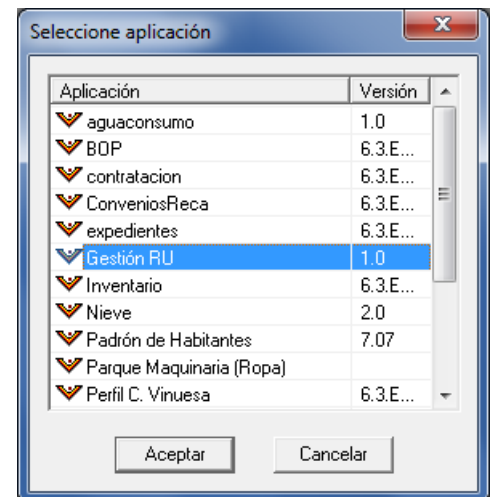 Seleccione aplicación
Aplicación Versión
aguaconsumo 1.0
BOP 6.3.E...
contratacion 6.3.E...
ConveniosReca 6.3.E...
expedientes 6.3.E...
Gestión RU 1.0
Inventario 6.3.E...
Nieve 2.0
Padrón de Habitantes 7.07
Parque Maquinaria (Ropa)
Perfil C. Vinuesa 6.3.E...
Aceptar Cancelar